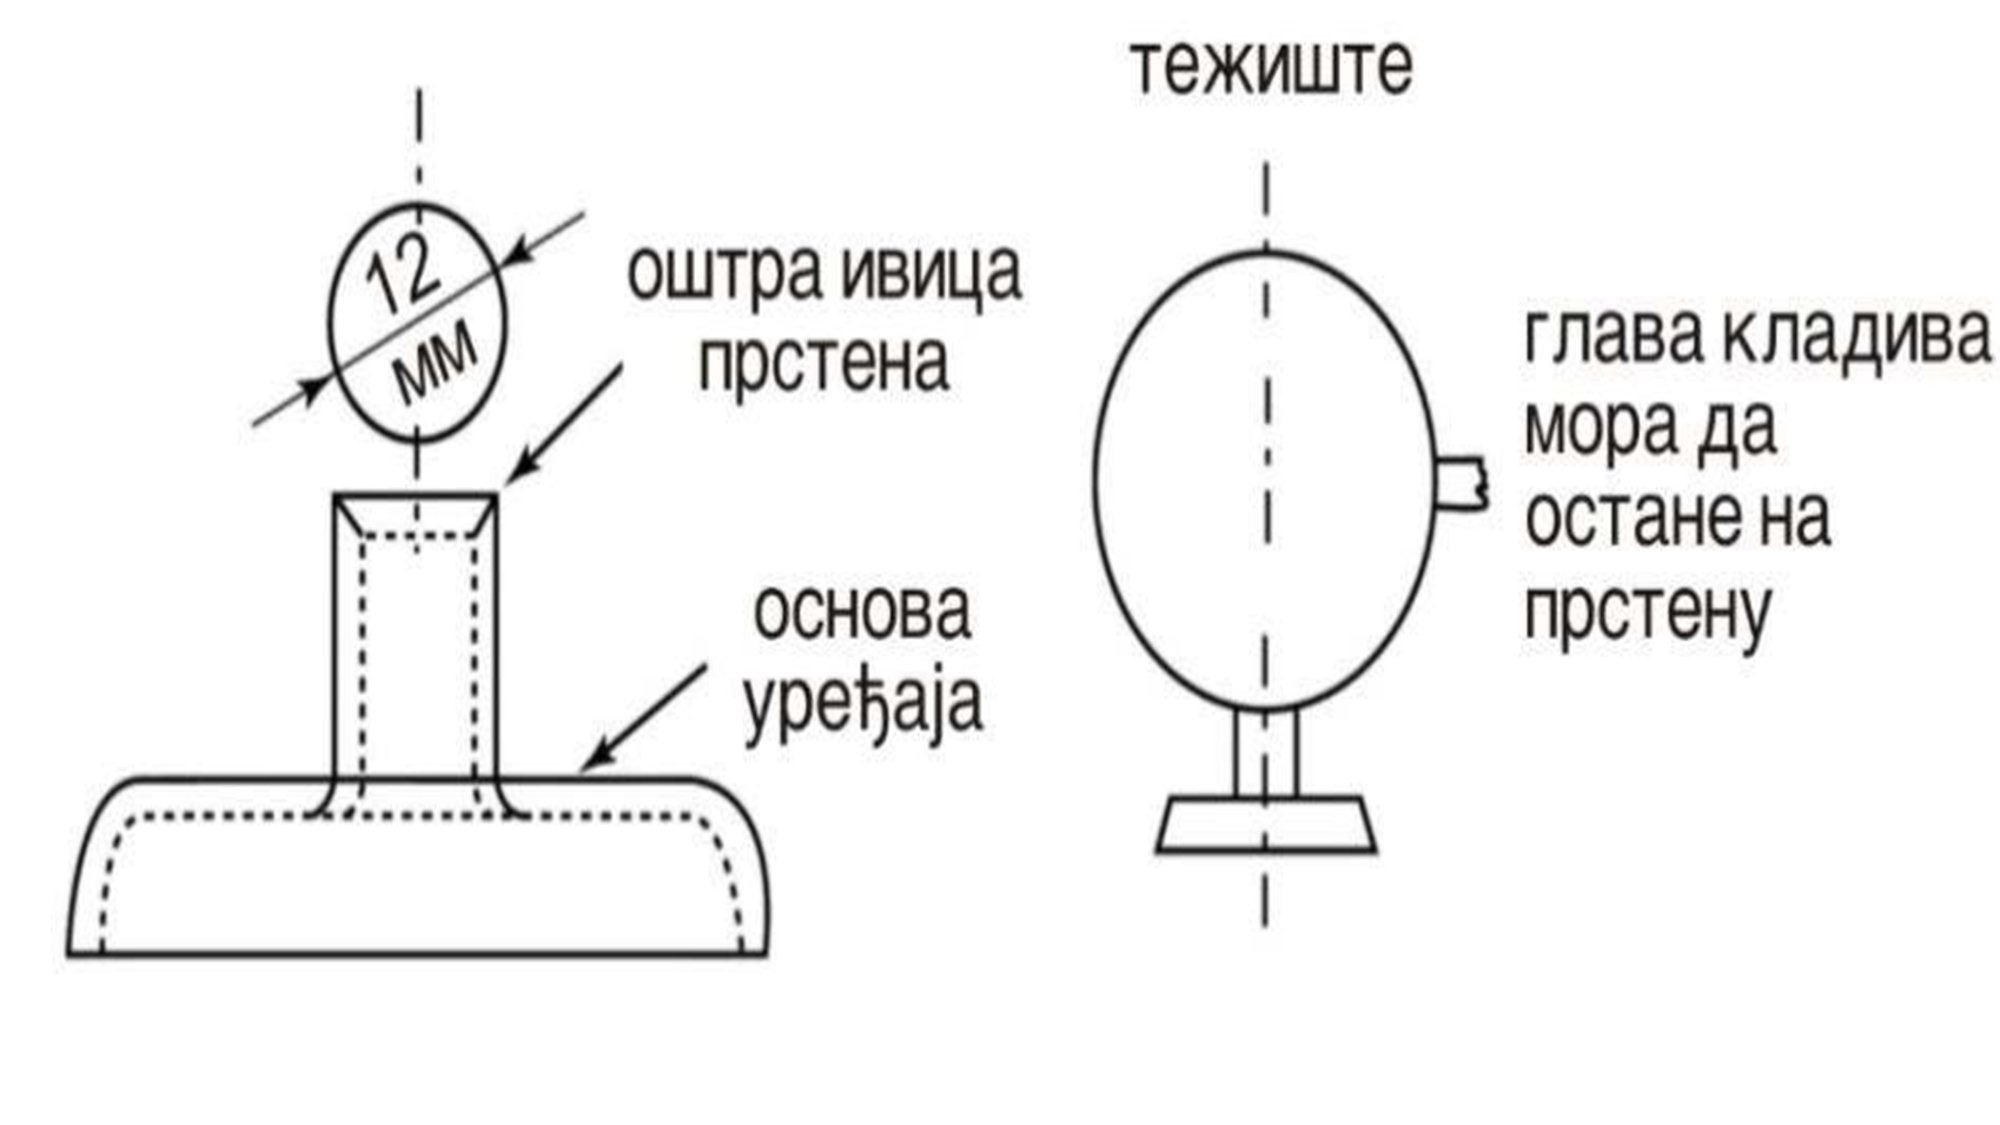 12
мм
оштра ивица
прстена
основа
уређаја
тежиште
глава кладива
мора да
остане на
прстену